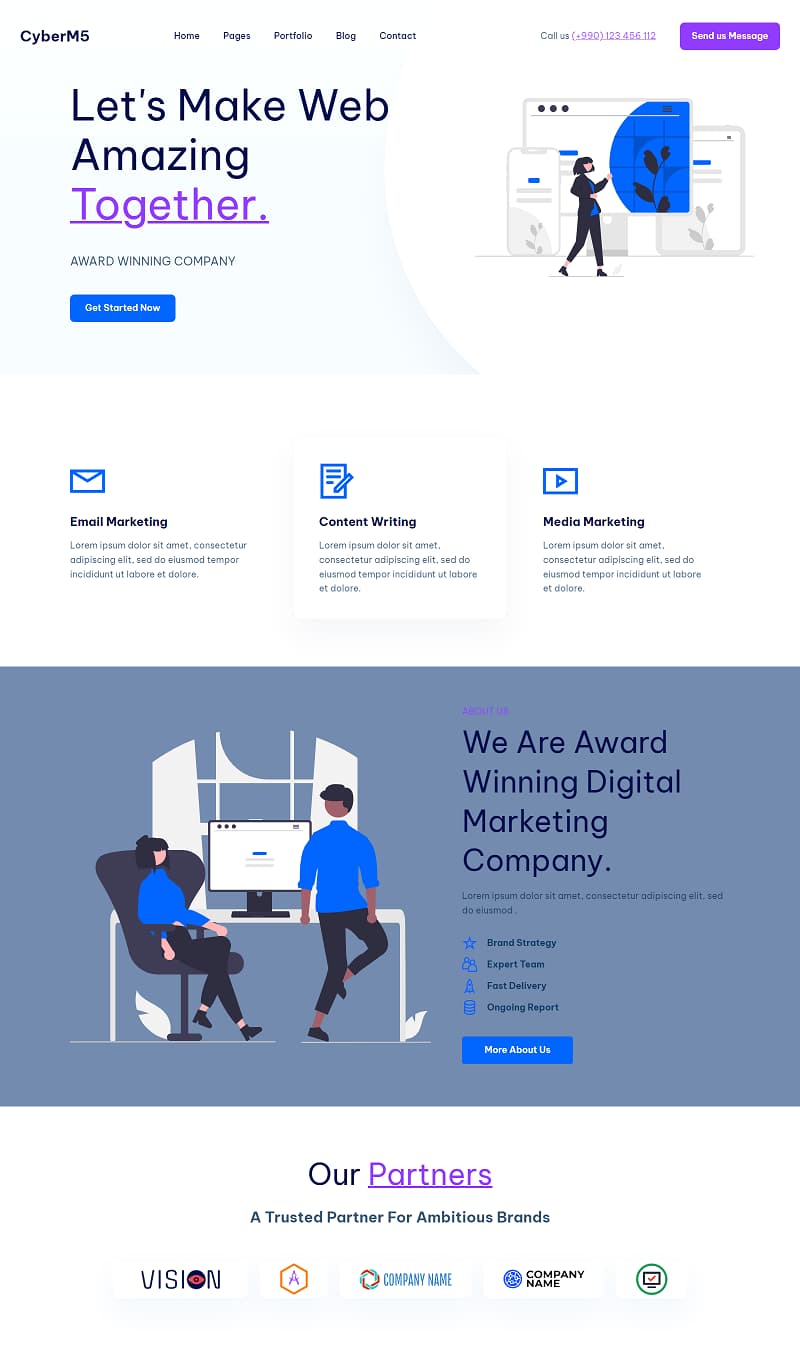 CyberM5
Home Pages Portfolio Blog Contact
Call us (+990) 123 456 112
Send us Message
Let's Make Web
Amazing
Together.
AWARD WINNING COMPANY
Get Started Now
Email Marketing
Lorem ipsum dolor sit amet, consectetur
adipiscing elit, sed do eiusmod tempor
incididunt ut labore et dolore.
Content Writing
Lorem ipsum dolor sit amet,
consectetur adipiscing elit, sed do
eiusmod tempor incididunt ut labore
et dolore.
Media Marketing
Lorem ipsum dolor sit amet,
consectetur adipiscing elit, sed do
eiusmod tempor incididunt ut labore
et dolore.
ABOUT US
We Are Award
Winning Digital
Marketing
Company.
Lorem ipsum dolor sit amet, consectetur adipiscing elit, sed
do eiusmod .
Brand Strategy
Expert Team
Fast Delivery
Ongoing Report
More About Us
Our Partners
A Trusted Partner For Ambitious Brands
VISION
COMPANY NAME
COMPANY
NAME